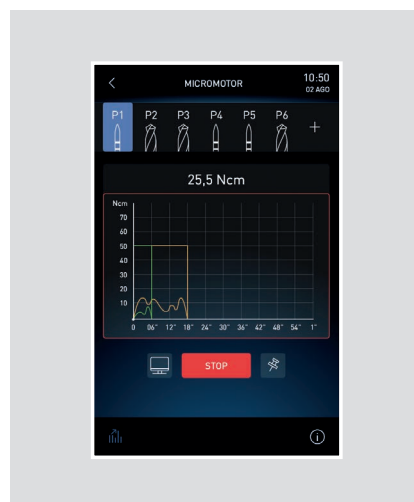 MICROMOTOR
10:50
02 AGO
P1 P2 P3 P4 P5 P6 +
25,5 Ncm
Ncm
70
60
50
40
30
20
10
0 06" 12" 18" 24" 30" 36" 42" 48" 54" 1"
STOP
i